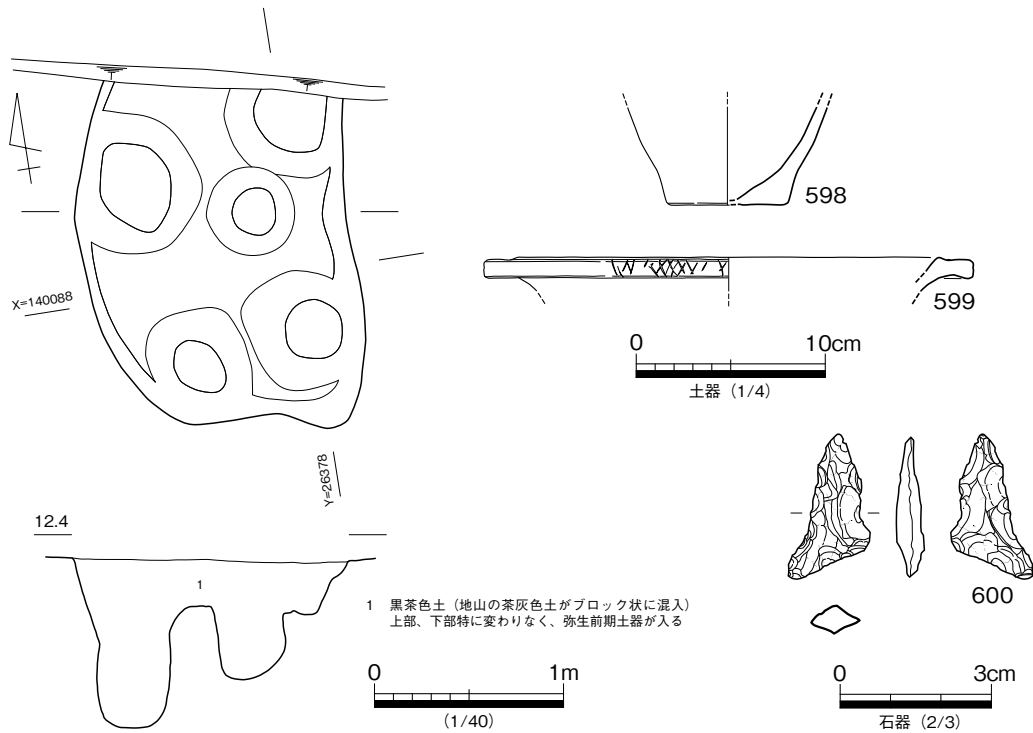 598
599
X=140088
0 10cm
土器（1/4）
Y=26378
12.4
1
1 黒茶色土（地山の茶灰色土がブロック状に混入）
上部、下部特に変わりなく、弥生前期土器が入る
600
0 1m
（1/40）
0 3cm
石器（2/3）